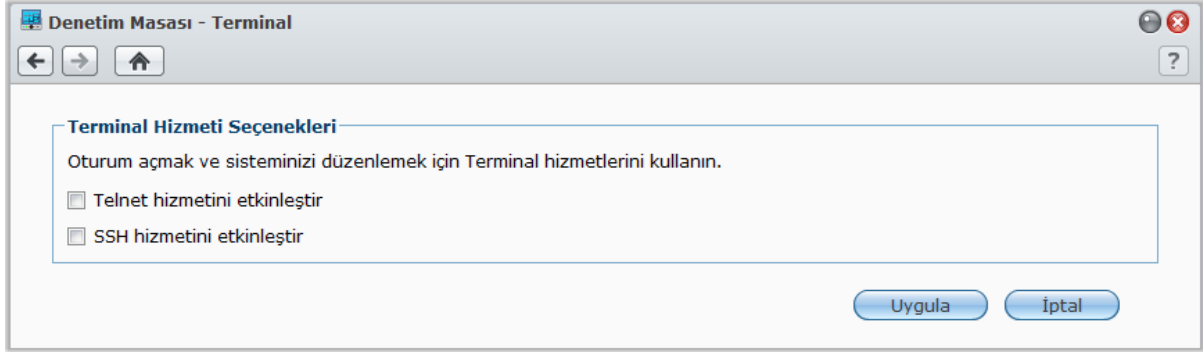 Denetim Masası - Terminal
?
Terminal Hizmeti Seçenekleri
Oturum açmak ve sisteminizi düzenlemek için Terminal hizmetlerini kullanın.
Telnet hizmetini etkinleştir
SSH hizmetini etkinleştir
Uygula İptal